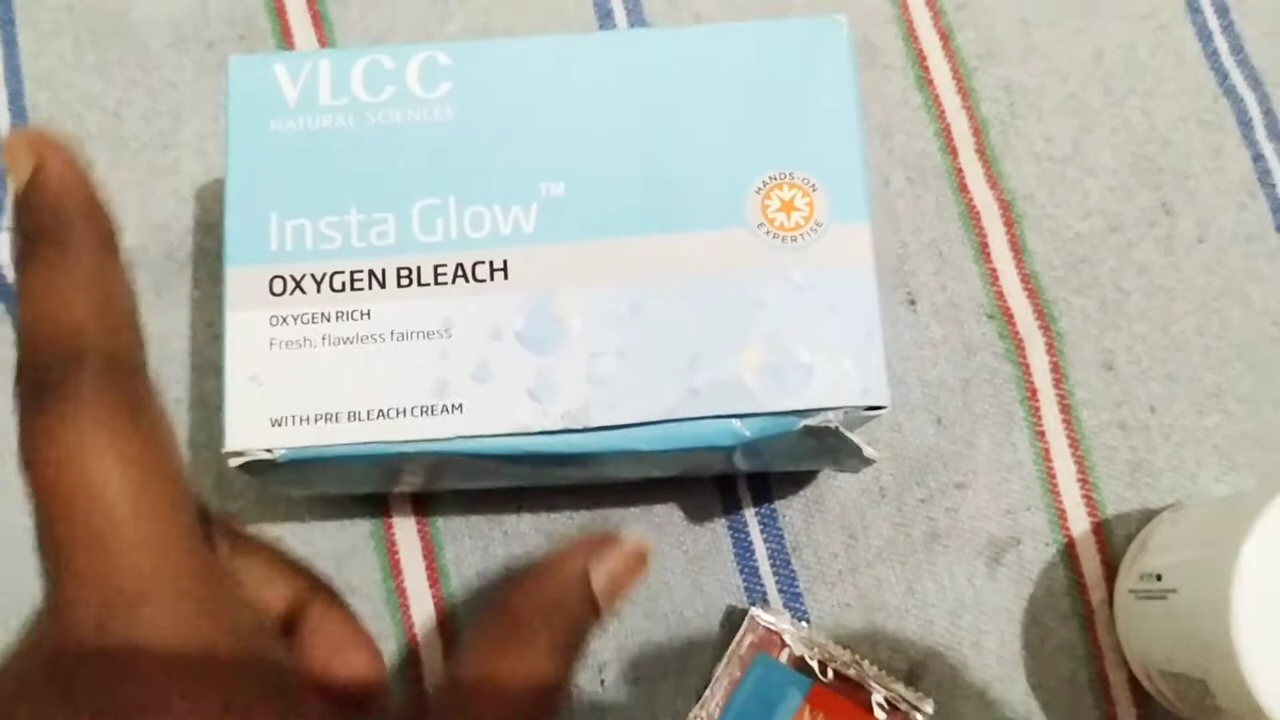 VLCC
NATURAL SCIENCES
Insta Glow™
HANDS-ON
EXPERTISE
OXYGEN BLEACH
OXYGEN RICH
Fresh, flawless fairness
WITH PRE BLEACH CREAM